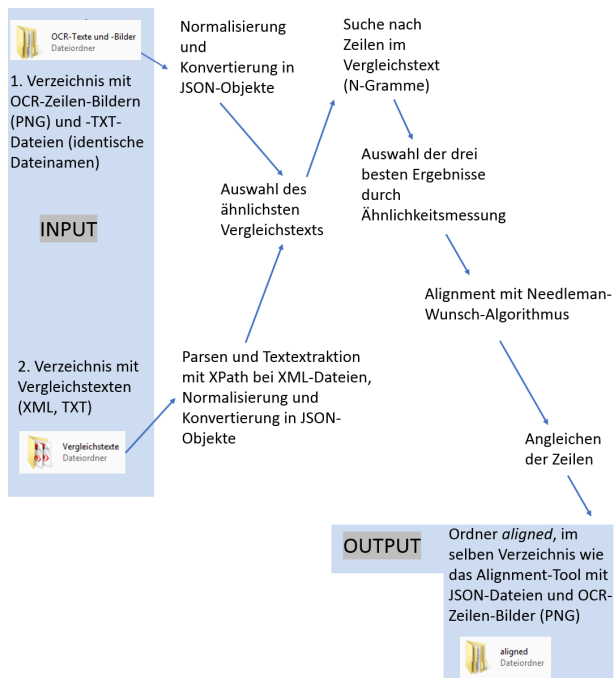 OCR-Texte und -Bilder
Dateiordner
1. Verzeichnis mit
OCR-Zeilen-Bildern
(PNG) und -TXT-
Dateien (identische
Dateinamen)
INPUT
2. Verzeichnis mit
Vergleichstexten
(XML, TXT)
Vergleichstexte
Dateiordner
Normalisierung
und
Konvertierung in
JSON-Objekte
Parsen und Textextraktion
mit XPath bei XML-Dateien,
Normalisierung und
Konvertierung in JSON-
Objekte
Auswahl des
ähnlichsten
Vergleichstexts
Suche nach
Zeilen im
Vergleichstext
(N-Gramme)
Auswahl der drei
besten Ergebnisse
durch
Ähnlichkeitsmessung
Alignment mit Needleman-
Wunsch-Algorithmus
Angleichen
der Zeilen
OUTPUT
Ordner aligned, im
selben Verzeichnis wie
das Alignment-Tool mit
JSON-Dateien und OCR-
Zeilen-Bilder (PNG)
aligned
Dateiordner